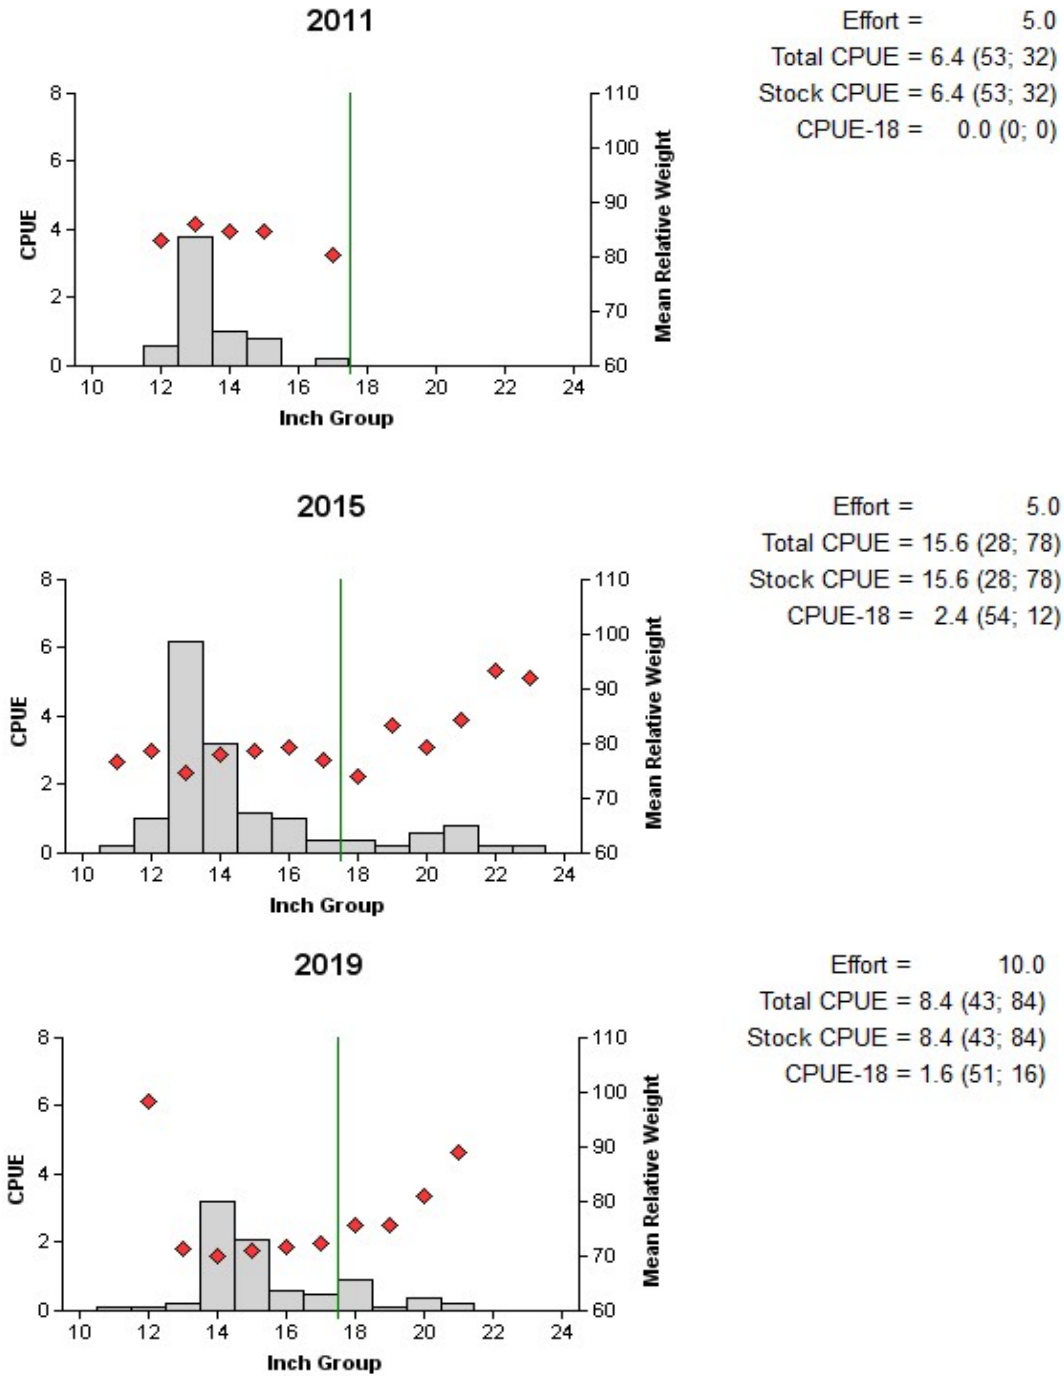 2011
Effort = 5.0
Total CPUE = 6.4 (53; 32)
Stock CPUE = 6.4 (53; 32)
CPUE-18 = 0.0 (0; 0)
8
6
4
2
0
CPUE
110
100
90
80
70
60
Mean Relative Weight
10 12 14 16 18 20 22 24
Inch Group
2015
Effort = 5.0
Total CPUE = 15.6 (28; 78)
Stock CPUE = 15.6 (28; 78)
CPUE-18 = 2.4 (54; 12)
8
6
4
2
0
CPUE
110
100
90
80
70
60
Mean Relative Weight
10 12 14 16 18 20 22 24
Inch Group
2019
Effort = 10.0
Total CPUE = 8.4 (43; 84)
Stock CPUE = 8.4 (43; 84)
CPUE-18 = 1.6 (51; 16)
8
6
4
2
0
CPUE
110
100
90
80
70
60
Mean Relative Weight
10 12 14 16 18 20 22 24
Inch Group